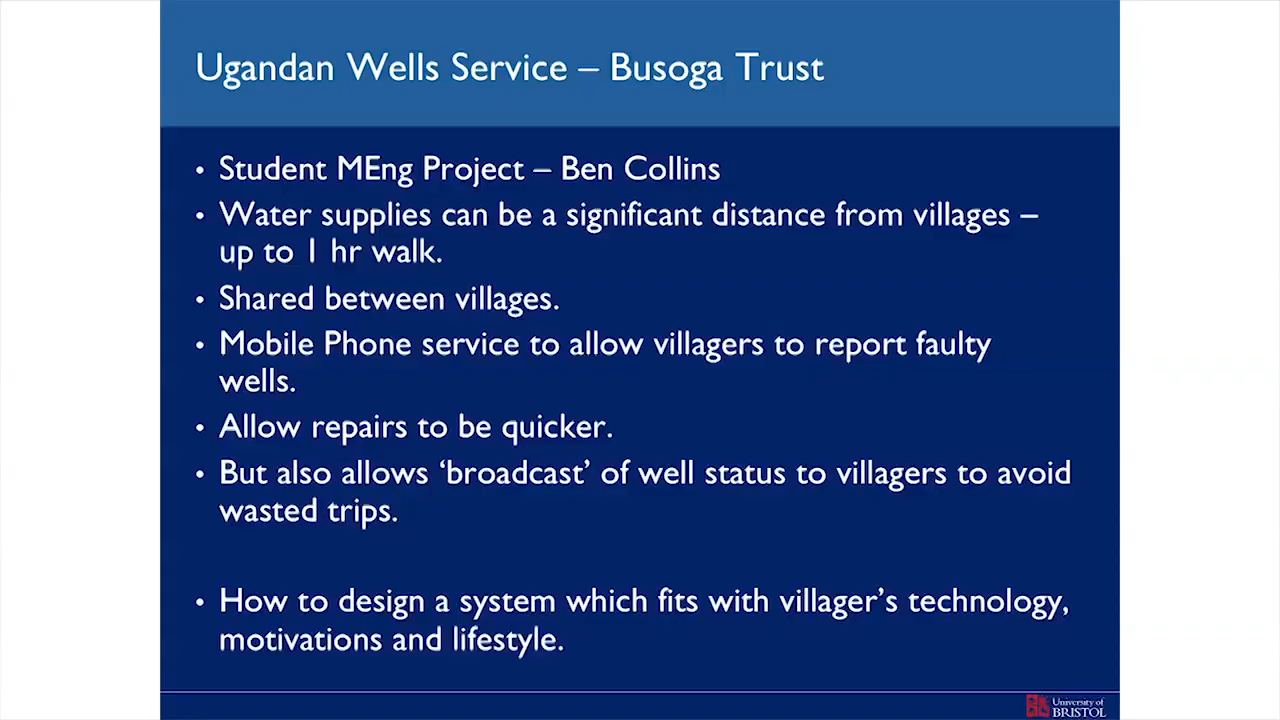 Ugandan Wells Service – Busoga Trust
• Student MEng Project – Ben Collins
• Water supplies can be a significant distance from villages –
up to 1 hr walk.
• Shared between villages.
• Mobile Phone service to allow villagers to report faulty
wells.
• Allow repairs to be quicker.
• But also allows ‘broadcast’ of well status to villagers to avoid
wasted trips.
• How to design a system which fits with villager’s technology,
motivations and lifestyle.
University of
BRISTOL